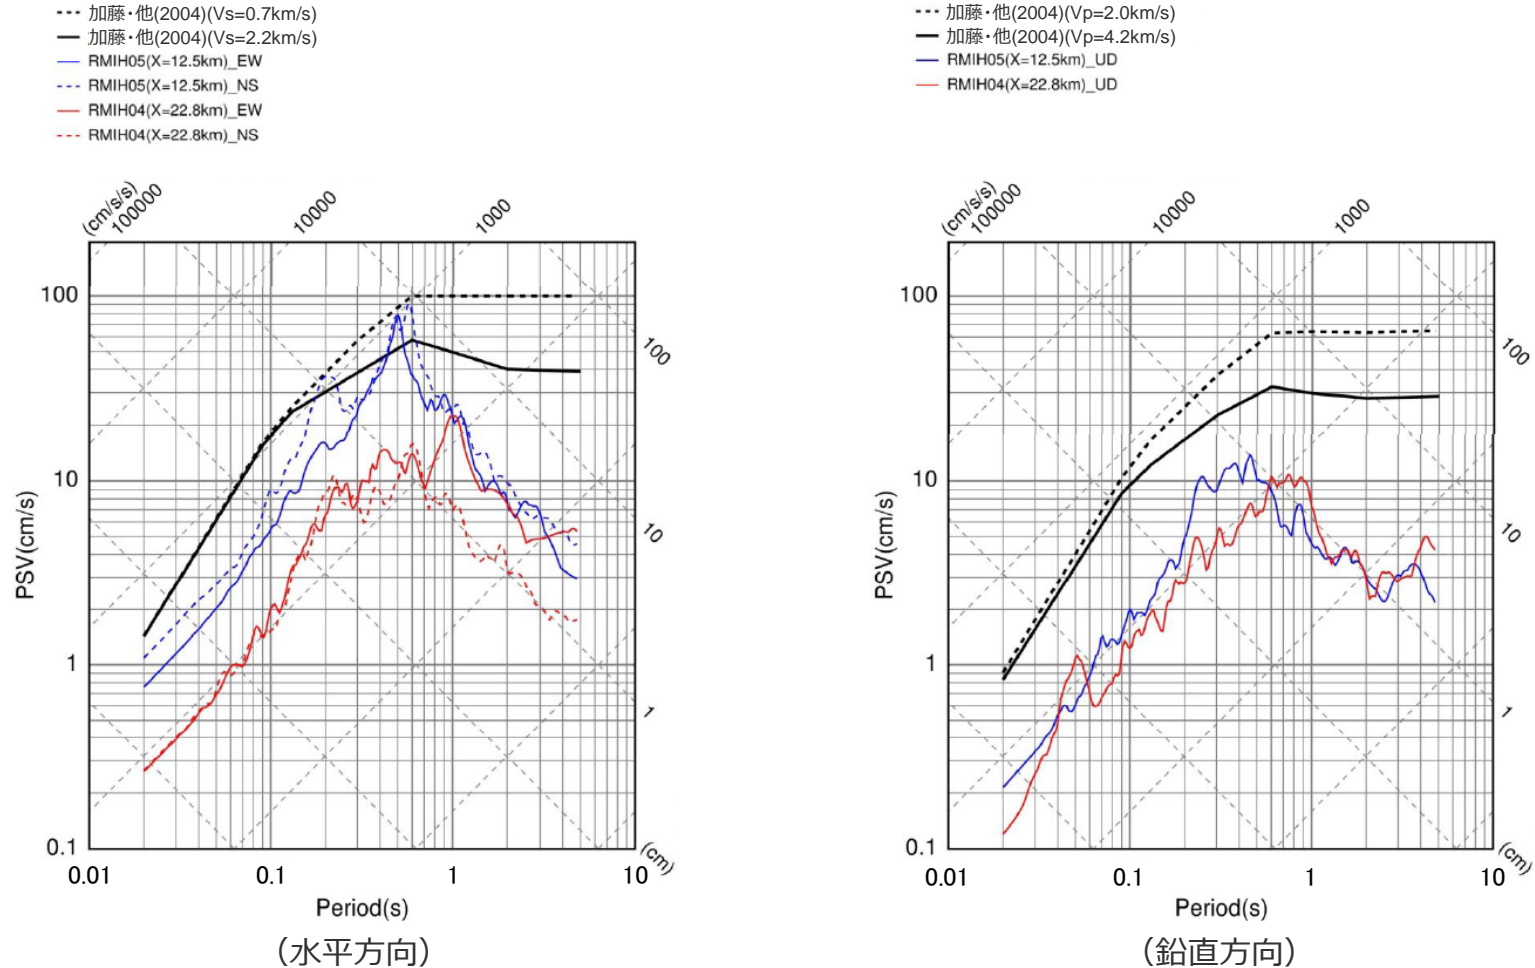 加藤・他(2004)(Vs=0.7km/s)
加藤・他(2004)(Vs=2.2km/s)
RMIH05(X=12.5km)_EW
RMIH05(X=12.5km)_NS
RMIH04(X=22.8km)_EW
RMIH04(X=22.8km)_NS
(cm/s/s)
100000
10000
1000
100
10
1
0.1
100
10
1
(cm)
0.01
0.1
1
10
PSV(cm/s)
Period(s)
（水平方向）
加藤・他(2004)(Vp=2.0km/s)
加藤・他(2004)(Vp=4.2km/s)
RMIH05(X=12.5km)_UD
RMIH04(X=22.8km)_UD
(cm/s/s)
100000
10000
1000
100
10
1
0.1
100
10
1
(cm)
0.01
0.1
1
10
PSV(cm/s)
Period(s)
（鉛直方向）